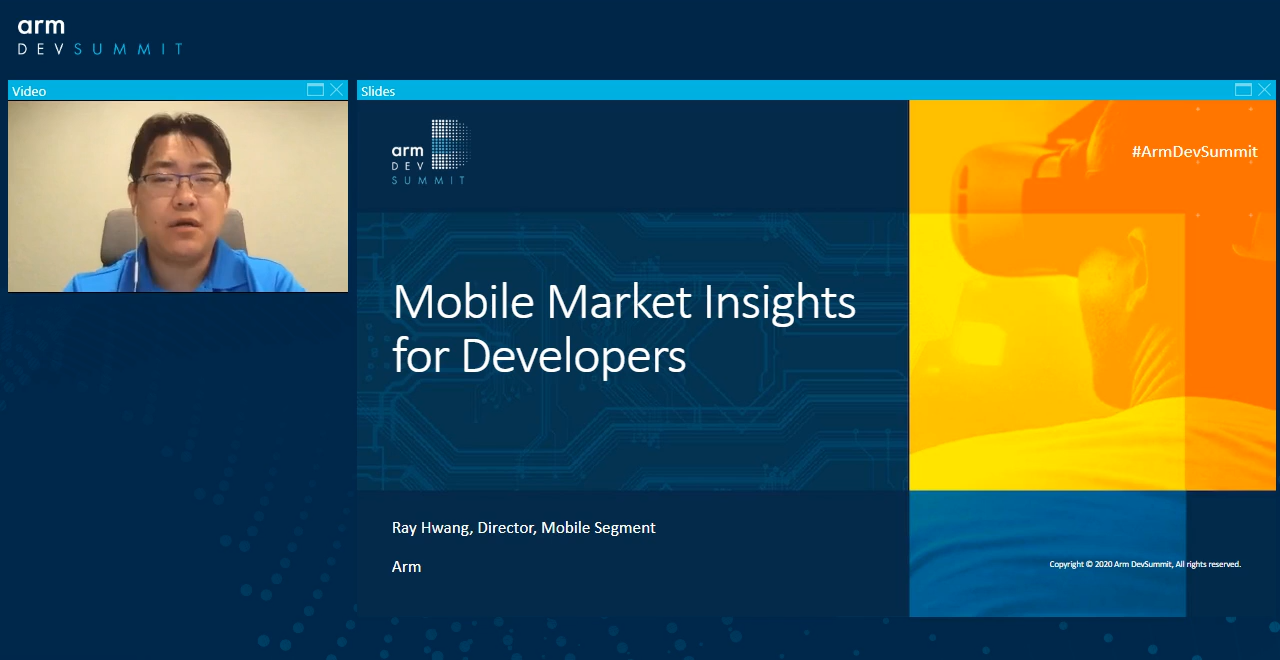 arm
DEVSUMMIT
Video
Slides
arm
DEV
SUMMIT
#ArmDevSummit
Mobile Market Insights
for Developers
Ray Hwang, Director, Mobile Segment
Arm
Copyright © 2020 Arm DevSummit, All rights reserved.